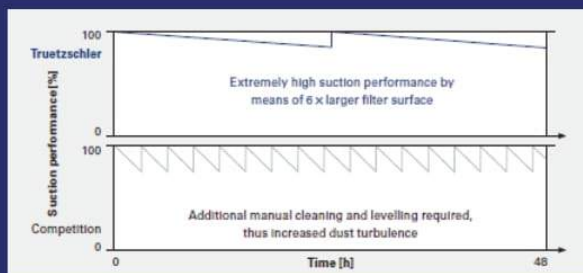 100
Truetzschler
Suction performance [%]
Extremely high suction performance by
means of 6 x larger filter surface
0
100
Competition
Additional manual cleaning and levelling required,
thus increased dust turbulence
0
0
Time [h]
48